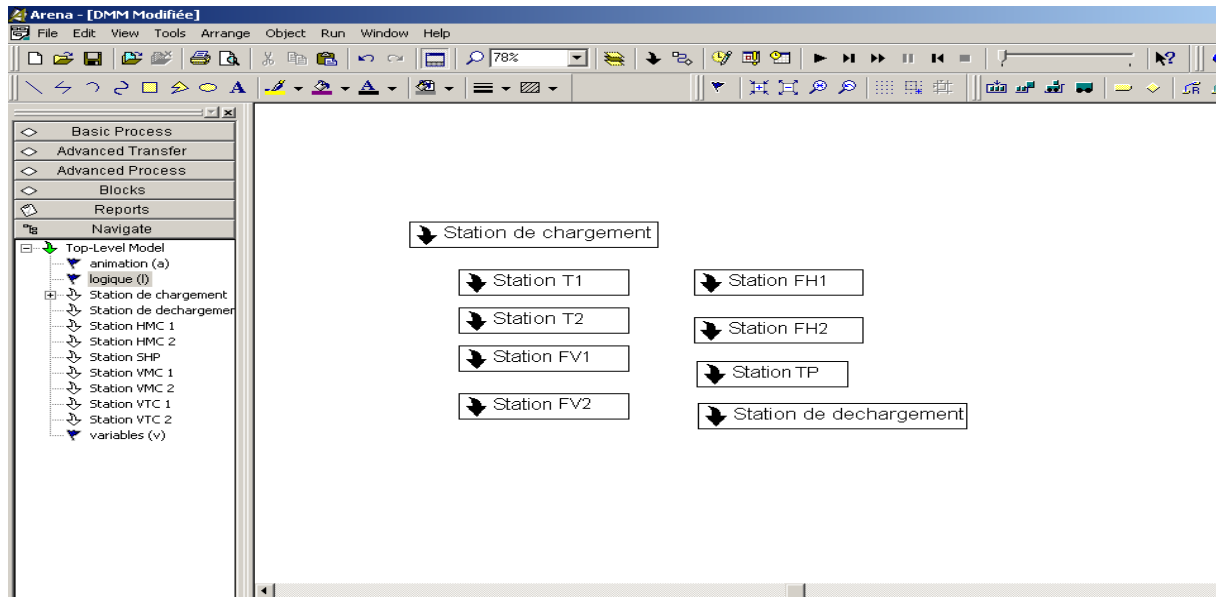 Arena - [DMM Modifiée]
File Edit View Tools Arrange Object Run Window Help
78%
A A
Basic Process
Advanced Transfer
Advanced Process
Blocks
Reports
Navigate
Top-Level Model
animation (a)
logique (l)
Station de chargement
Station de dechargemer
Station HMC 1
Station HMC 2
Station SHP
Station VMC 1
Station VMC 2
Station VTC 1
Station VTC 2
variables (v)
Station de chargement
Station T1
Station T2
Station FV1
Station FV2
Station FH1
Station FH2
Station TP
Station de dechargement